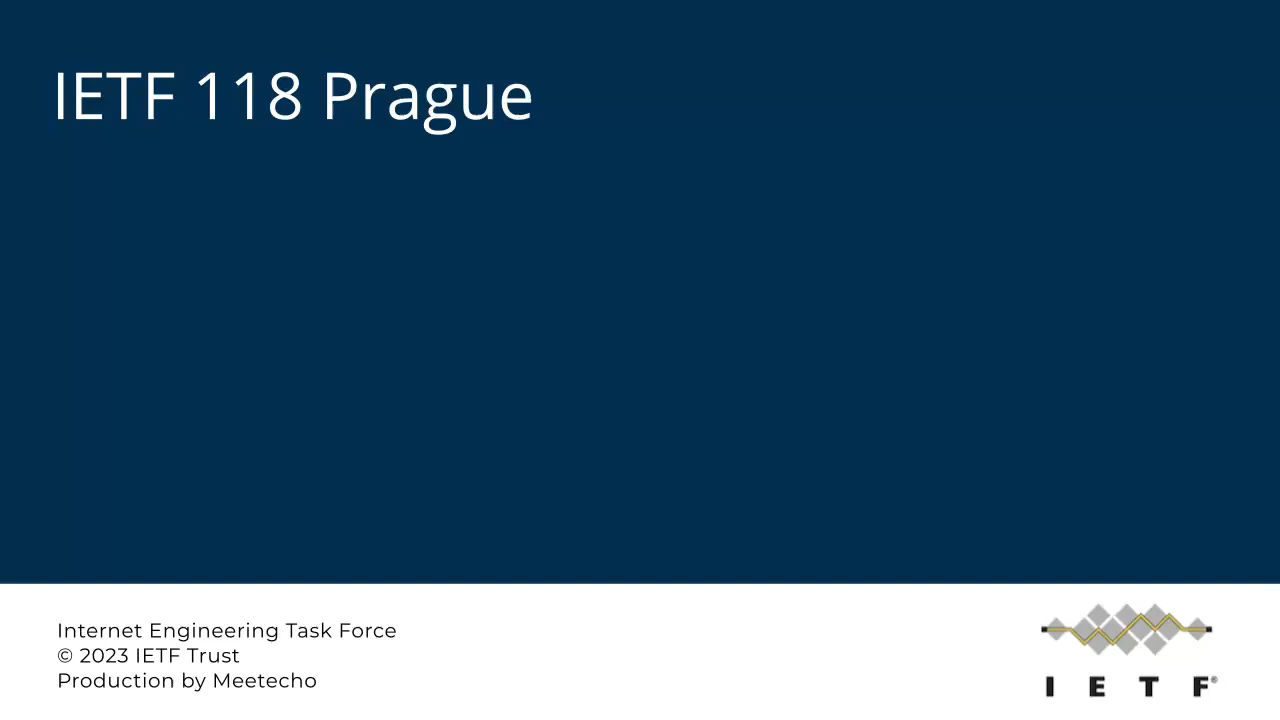 IETF 118 Prague
Internet Engineering Task Force
© 2023 IETF Trust
Production by Meetecho
I E T F®